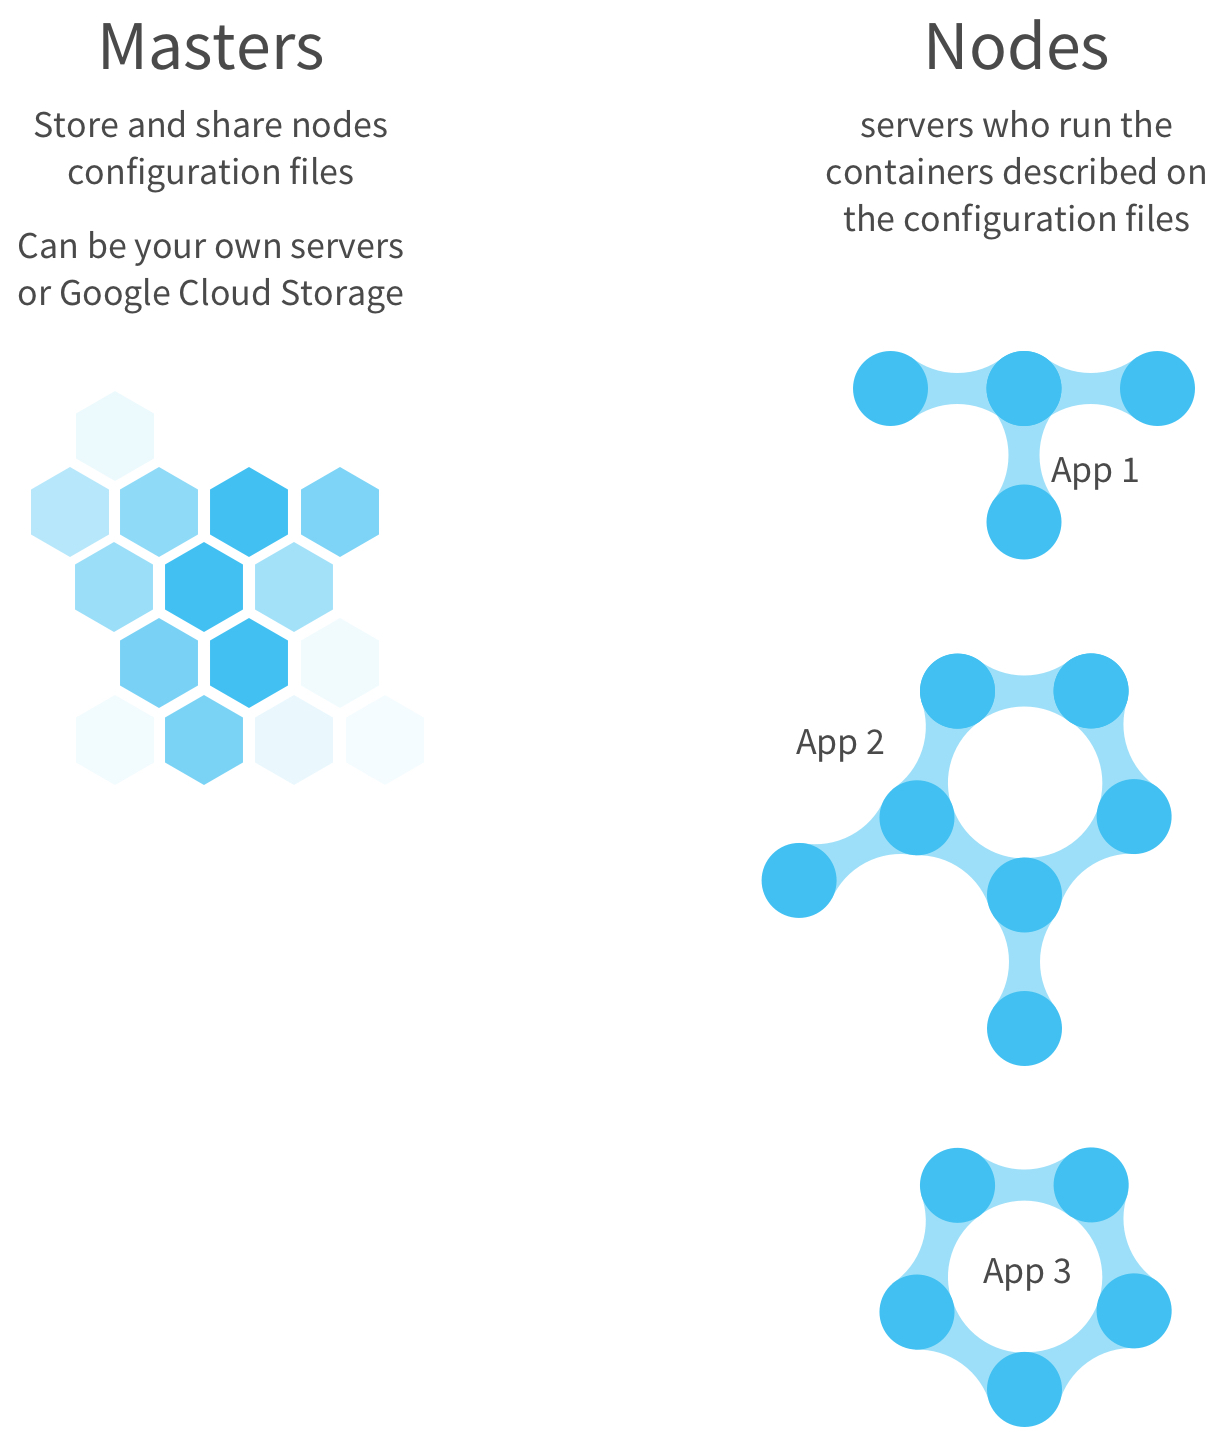 Masters
Store and share nodes
configuration files
Can be your own servers
or Google Cloud Storage
Nodes
servers who run the
containers described on
the configuration files
App 1
App 2
App 3